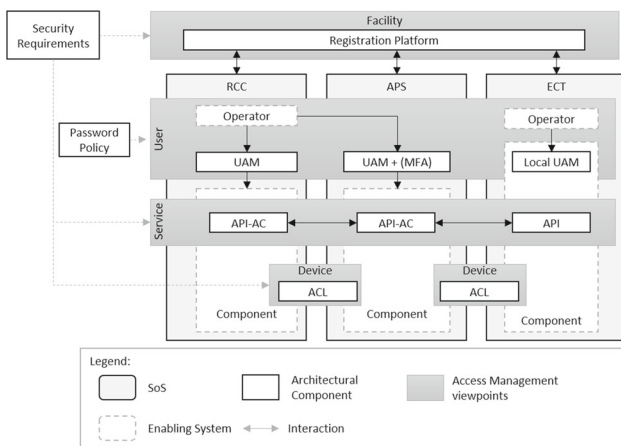 Security
Requirements
Facility
Registration Platform
RCC
APS
ECT
Password
Policy
User
Operator
Operator
UAM
UAM + (MFA)
Local UAM
Service
API-AC
API-AC
API
Device
ACL
Device
ACL
Component
Component
Component
Legend:
SoS
Architectural
Component
Access Management
viewpoints
Enabling System
Interaction